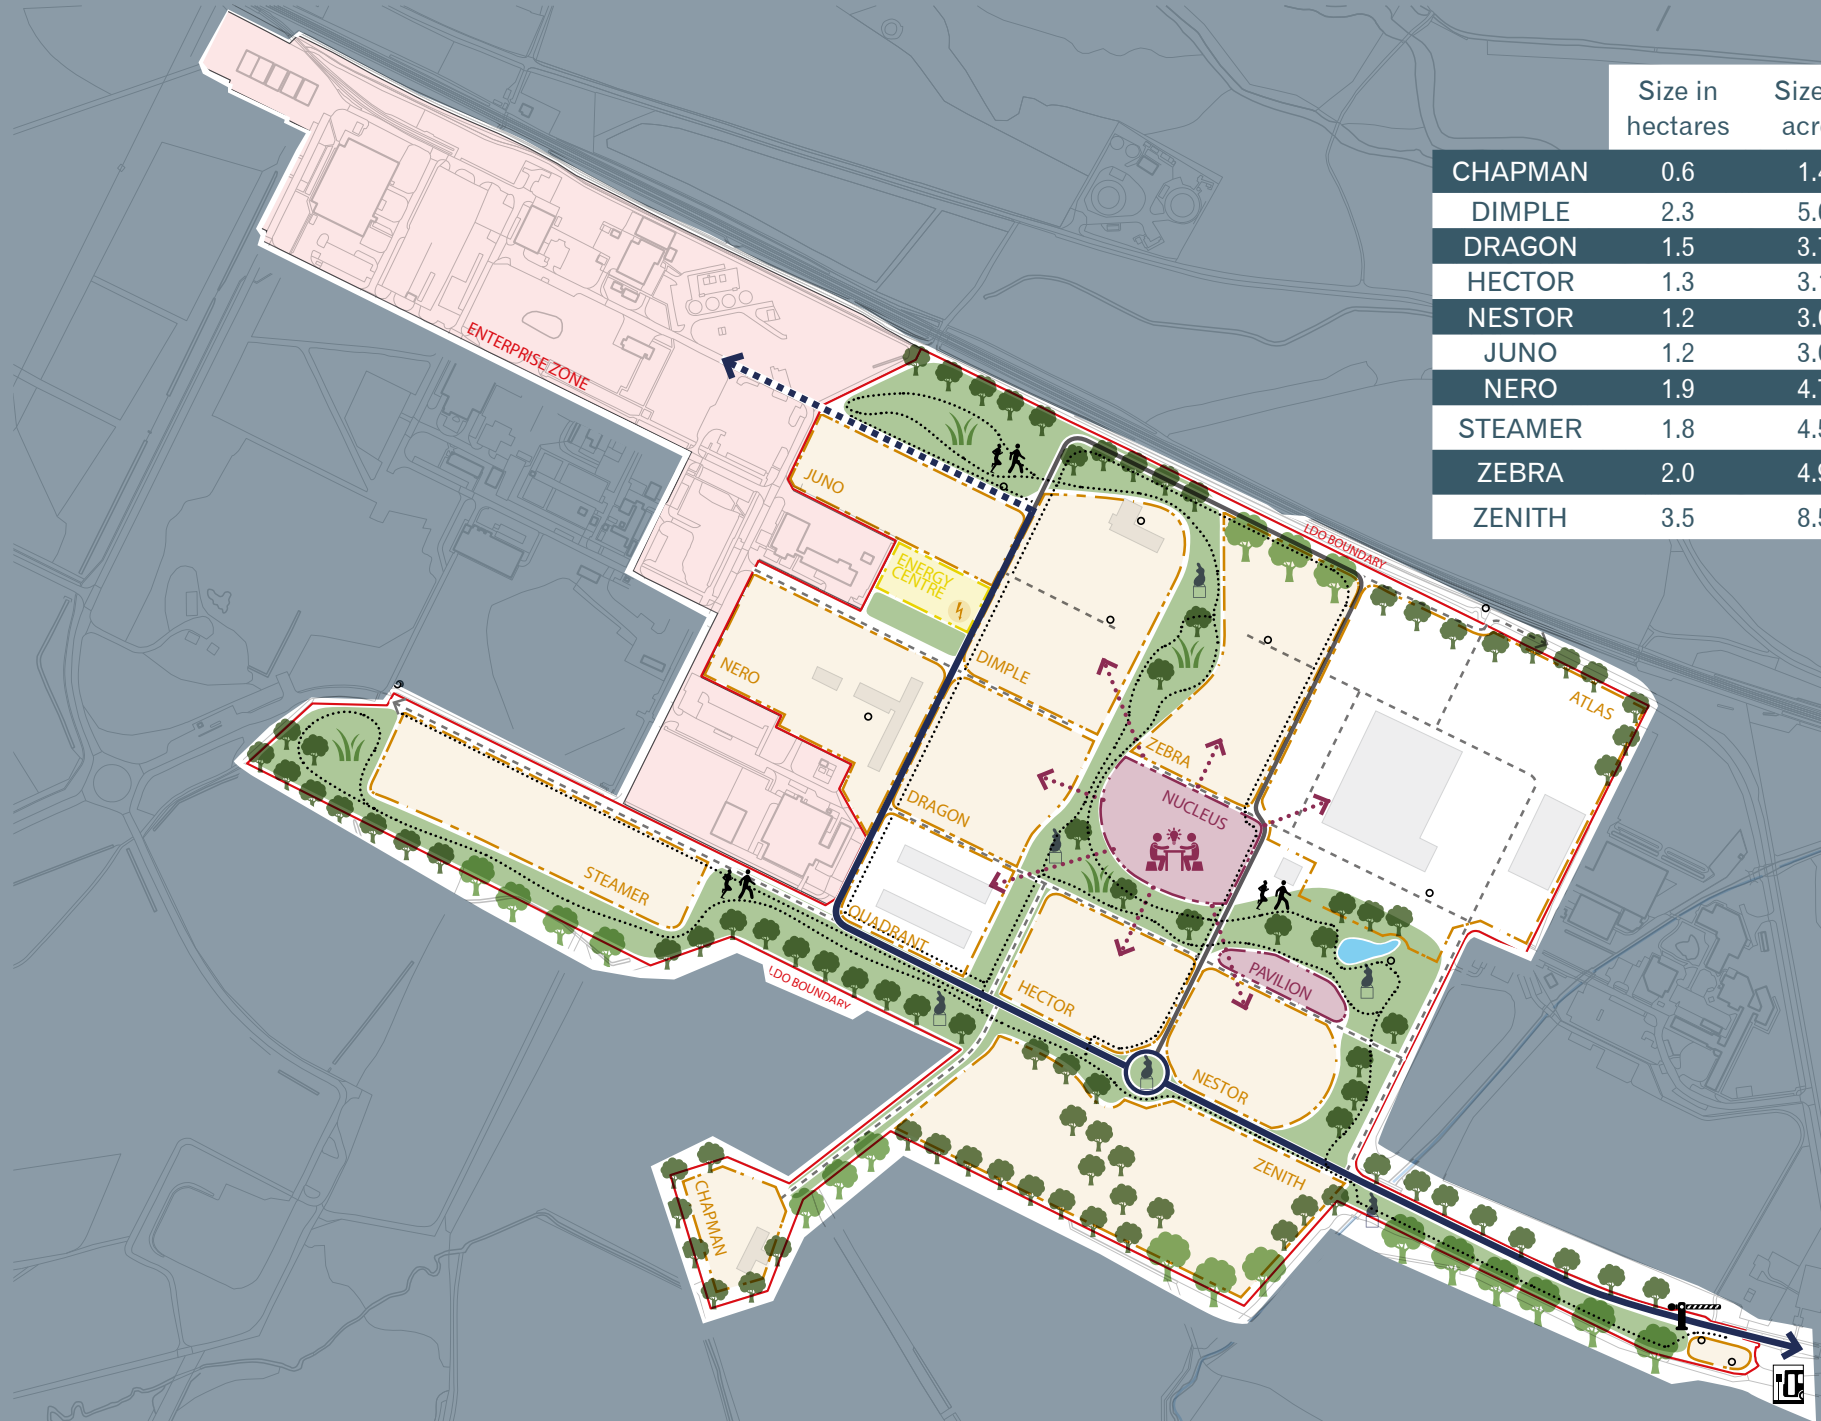 Size in
hectares
CHAPMAN 0.6
DIMPLE 2.3
DRAGON 1.5
HECTOR 1.3
NESTOR 1.2
JUNO 1.2
NERO 1.9
STEAMER 1.8
ZEBRA 2.0
ZENITH 3.5
ENTERPRISE ZONE
JUNO
LDO BOUNDARY
ENERGY
CENTRE
DIMPLE
NERO
ATLAS
ZEBRA
NUCLEUS
DRAGON
STEAMER
QUADRANT
PAVILION
LDO BOUNDARY
HECTOR
NESTOR
ZENITH
CHAPMAN